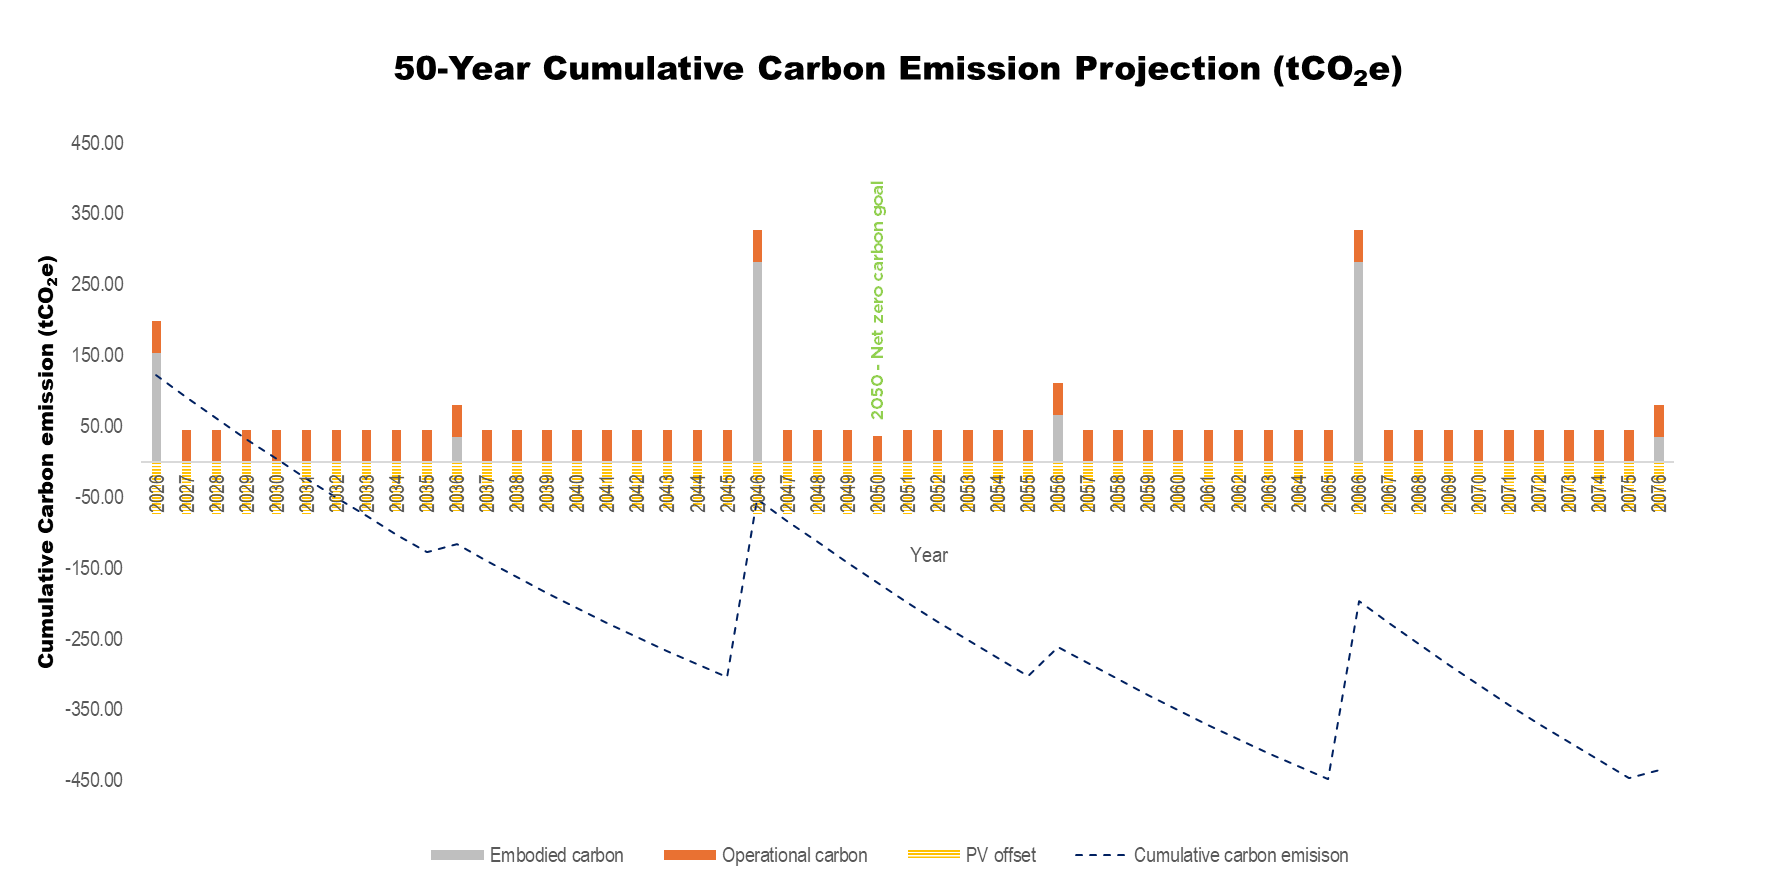 50-Year Cumulative Carbon Emission Projection (tCO₂e)
Cumulative Carbon emission (tCO₂e)
450.00
350.00
250.00
150.00
50.00
-50.00
-150.00
-250.00
-350.00
-450.00
2050 - Net zero carbon goal
2026 2027 2028 2029 2030 2031 2032 2033 2034 2035 2036 2037 2038 2039 2040 2041 2042 2043 2044 2045 2046 2047 2048 2049 2050 2051 2052 2053 2054 2055 2056 2057 2058 2059 2060 2061 2062 2063 2064 2065 2066 2067 2068 2069 2070 2071 2072 2073 2074 2075 2076
Year
Embodied carbon Operational carbon PV offset Cumulative carbon emisison